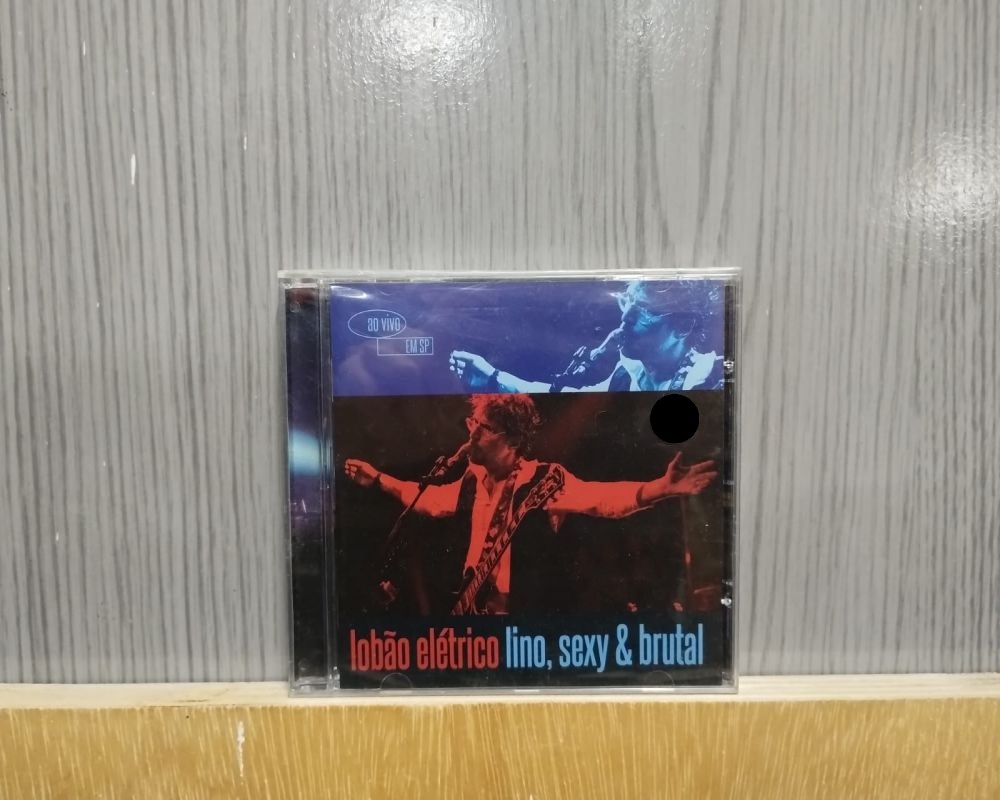 ao vivo
EM SP
lobão elétrico lino, sexy & brutal